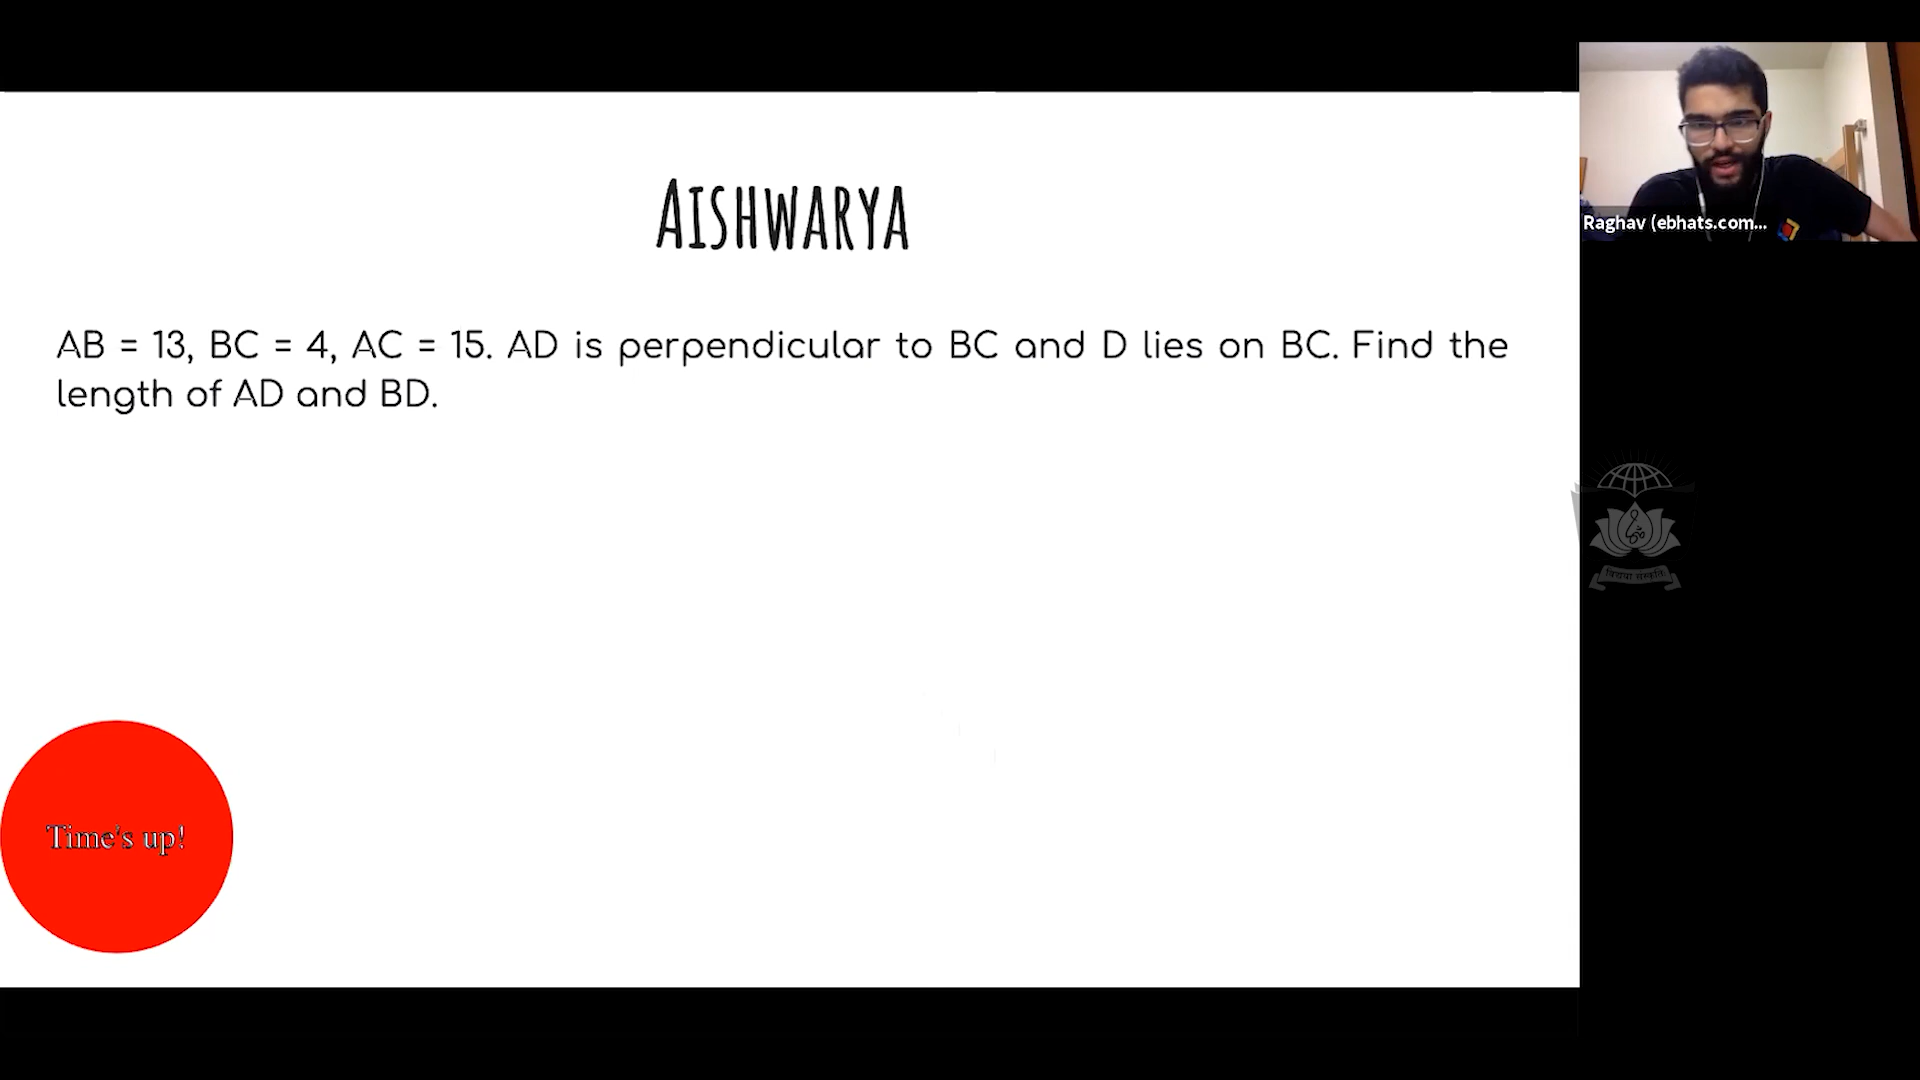 AISHWARYA
AB = 13, BC = 4, AC = 15. AD is perpendicular to BC and D lies on BC. Find the
length of AD and BD.
Time's up!
Raghav (ebhats.com...
विद्यया संस्कृतिः